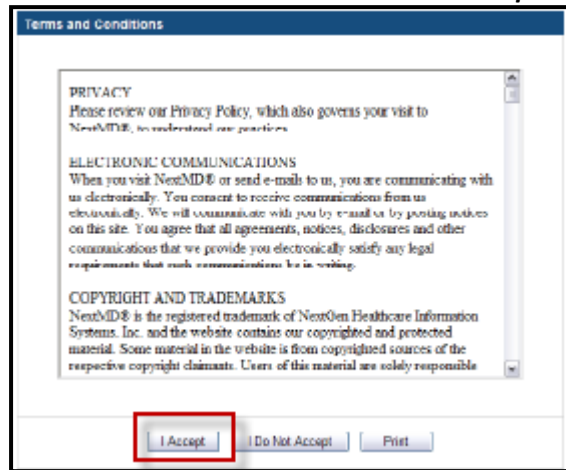 Terms and Conditions
PRIVACY
Please review our Privacy Policy, which also governs your visit to
NextMD®, to understand our practices
ELECTRONIC COMMUNICATIONS
When you visit NextMD® or send e-mails to us, you are communicating with
us electronically. You consent to receive communications from us
electronically. We will communicate with you by e-mail or by posting notices
on this site. You agree that all agreements, notices, disclosures and other
communications that we provide you electronically satisfy any legal
requirements that such communications be in writing.
COPYRIGHT AND TRADEMARKS
NextMD® is the registered trademark of NextGen Healthcare Information
Systems, Inc. and the website contains our copyrighted and protected
material. Some material in the website is from copyrighted sources of the
respective copyright claimants. Users of this material are solely responsible
I Accept
I Do Not Accept
Print